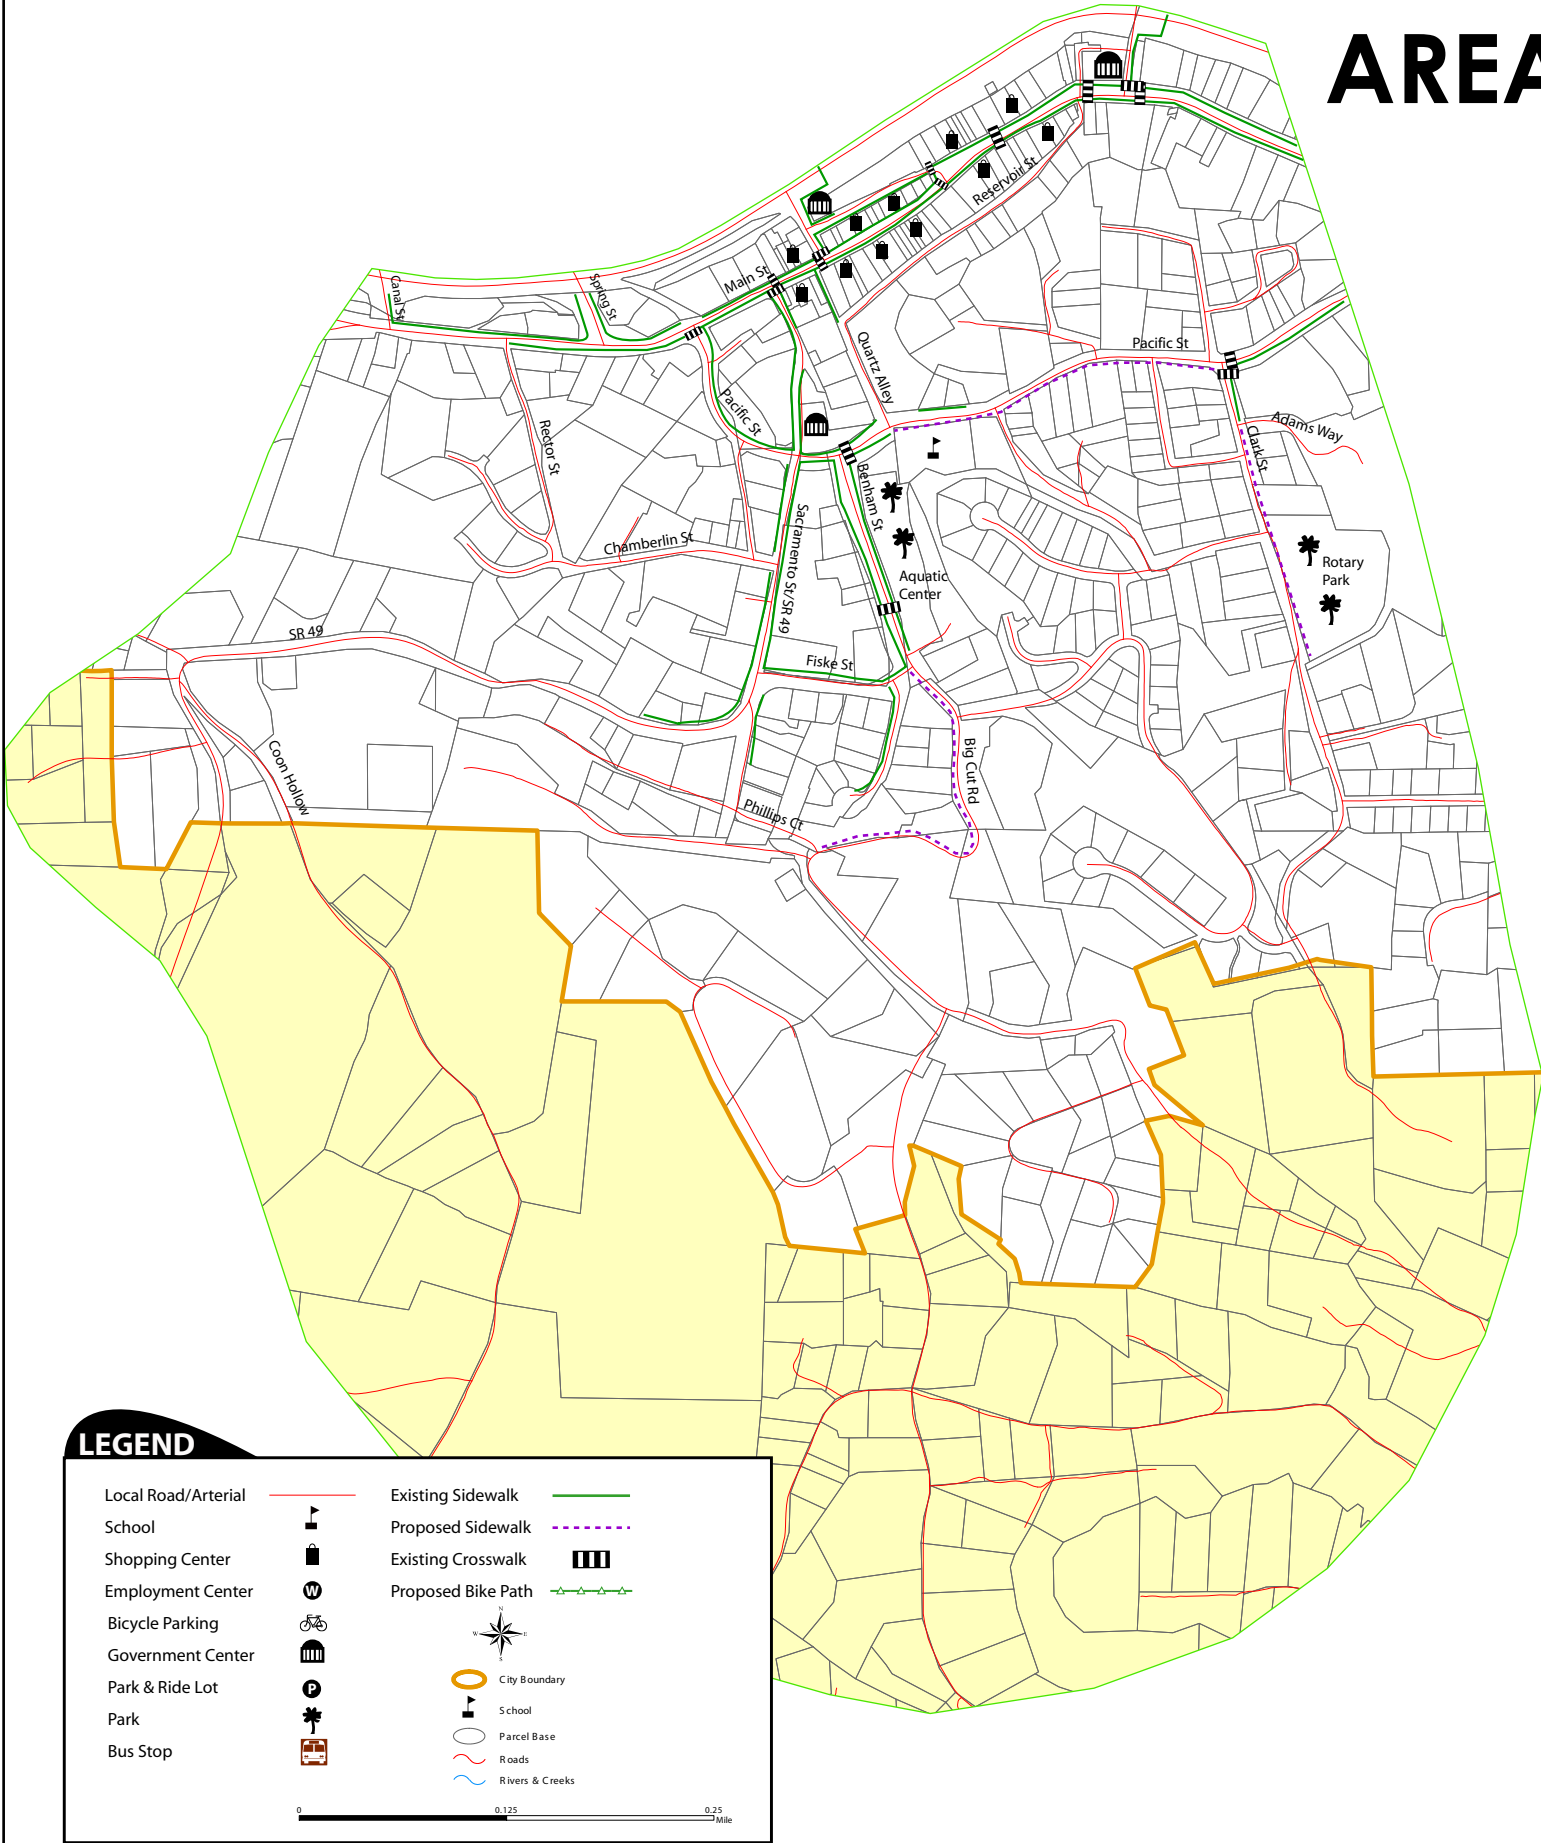 AREA
Canal St
Spring St
Main St
Reservoir St
Quartz Alley
Pacific St
Pacific St
Rector St
Adams Way
Clark St
Benham St
Sacramento St/SR 49
Chamberlin St
Rotary
Park
Aquatic
Center
SR 49
Fiske St
Coon Hollow
Big Cut Rd
Phillips Ct
LEGEND
Local Road/Arterial
School
Shopping Center
Employment Center
W
Bicycle Parking
Government Center
Park & Ride Lot
P
Park
Bus Stop
Existing Sidewalk
Proposed Sidewalk
Existing Crosswalk
Proposed Bike Path
N
W
E
S
City Boundary
School
Parcel Base
Roads
Rivers & Creeks
0 0.125 0.25
Mile